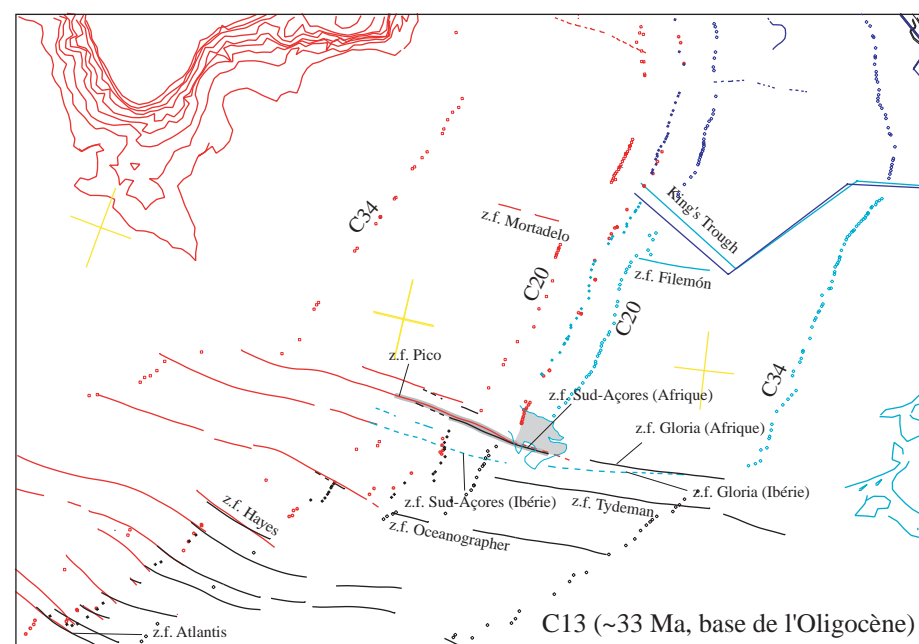 King's Trough
z.f. Mortadelo
C34
z.f. Filemón
C20
C20
z.f. Pico
C34
z.f. Sud-Açores (Afrique)
z.f. Gloria (Afrique)
z.f. Gloria (Ibérie)
z.f. Sud-Açores (Ibérie)
z.f. Tydeman
z.f. Hayes
z.f. Oceanographer
z.f. Atlantis
C13 (~33 Ma, base de l'Oligocène)